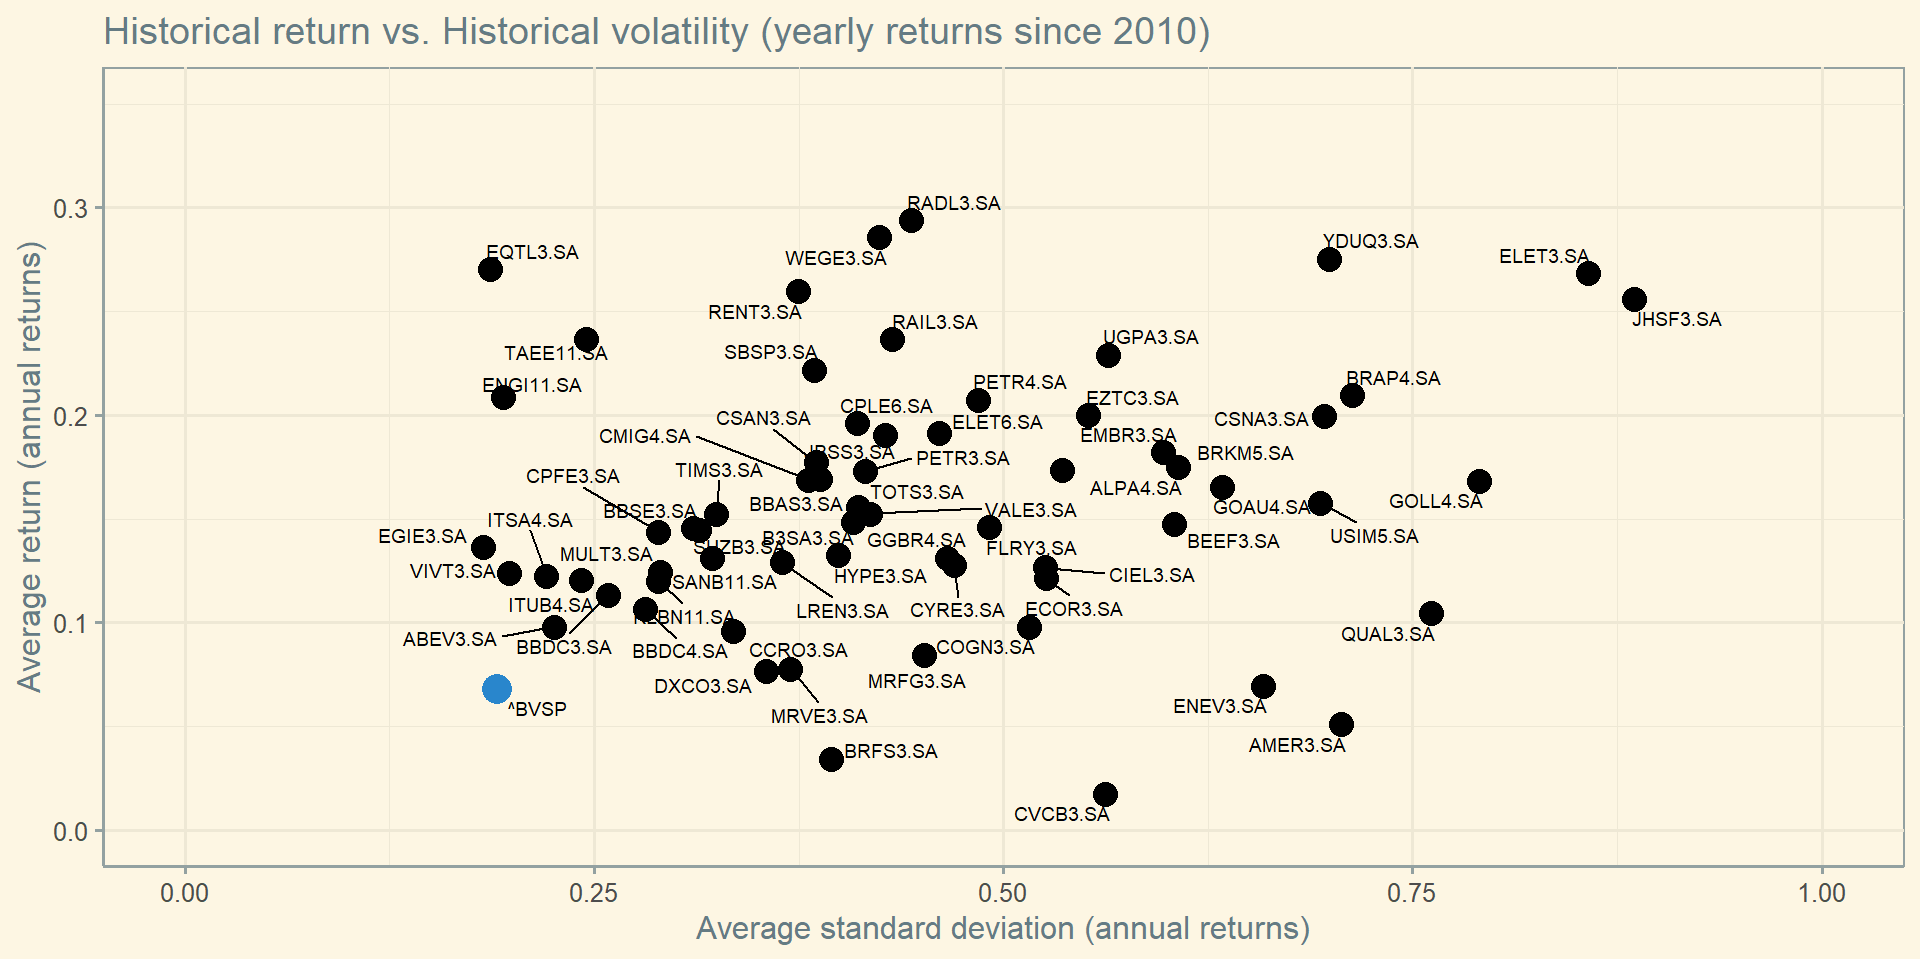 Historical return vs. Historical volatility (yearly returns since 2010)
Average return (annual returns)
0.3
0.2
0.1
0.0
RADL3.SA
WEGE3.SA
EQTL3.SA
YDUQ3.SA
ELET3.SA
RENT3.SA
JHSF3.SA
RAIL3.SA
UGPA3.SA
TAEE11.SA
SBSP3.SA
ENGI11.SA
PETR4.SA
BRAP4.SA
CPLE6.SA
EZTC3.SA
CSAN3.SA
ELET6.SA
CSNA3.SA
CMIG4.SA
EMBR3.SA
JBSS3.SA
PETR3.SA
BRKM5.SA
CPFE3.SA
TIMS3.SA
ALPA4.SA
BBAS3.SA
TOTS3.SA
GOAU4.SA
GOLL4.SA
BBSE3.SA
VALE3.SA
ITSA4.SA
EGIE3.SA
B3SA3.SA
GGBR4.SA
FLRY3.SA
BEEF3.SA
USIM5.SA
MULT3.SA
SUZB3.SA
VIVT3.SA
SANB11.SA
HYPE3.SA
CIEL3.SA
ITUB4.SA
KLBN11.SA
LREN3.SA
CYRE3.SA
ECOR3.SA
ABEV3.SA
BBDC3.SA
BBDC4.SA
CCRO3.SA
COGN3.SA
QUAL3.SA
DXCO3.SA
MRFG3.SA
^BVSP
MRVE3.SA
ENEV3.SA
BRFS3.SA
AMER3.SA
CVCB3.SA
0.00
0.25
0.50
0.75
1.00
Average standard deviation (annual returns)